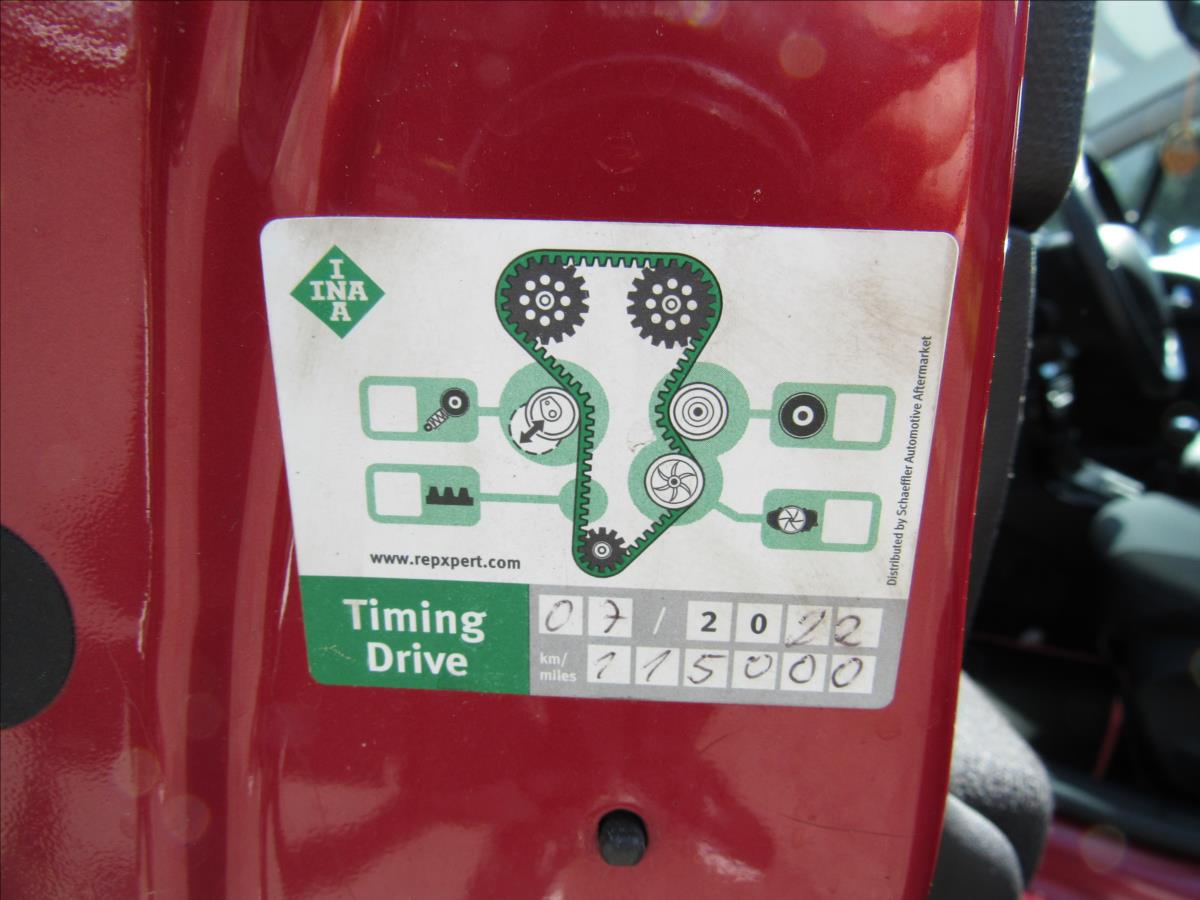 I
INA
A
Distributed by Schaeffler Automotive Aftermarket
www.repxpert.com
Timing
Drive
07 / 2022
km/
miles
115000